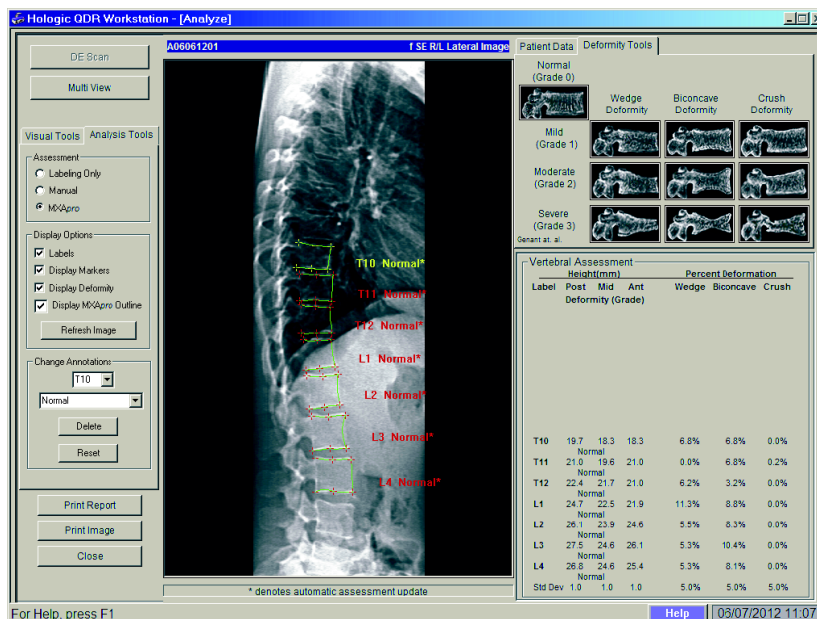 Hologic QDR Workstation - [Analyze]
DE Scan
Multi View
Visual Tools Analysis Tools
Assessment
Labeling Only
Manual
MXApro
Display Options
Labels
Display Markers
Display Deformity
Display MXApro Outline
Refresh Image
Change Annotations
T10
Normal
Delete
Reset
Print Report
Print Image
Close
A06061201 f SE R/L Lateral Image
T10 Normal*
T11 Normal*
T12 Normal*
L1 Normal*
L2 Normal*
L3 Normal*
L4 Normal*
* denotes automatic assessment update
Patient Data Deformity Tools
Normal
(Grade 0)
Wedge Deformity
Biconcave Deformity
Crush Deformity
Mild
(Grade 1)
Moderate
(Grade 2)
Severe
(Grade 3)
Genant at. al.
Vertebral Assessment
Height(mm) Percent Deformation
Label Post Mid Ant Wedge Biconcave Crush
Deformity (Grade)
T10 19.7 18.3 18.3 6.8% 6.8% 0.0%
Normal
T11 21.0 19.6 21.0 0.0% 6.8% 0.2%
Normal
T12 22.4 21.7 21.0 6.2% 3.2% 0.0%
Normal
L1 24.7 22.5 21.9 11.3% 8.8% 0.0%
Normal
L2 26.1 23.9 24.6 5.5% 8.3% 0.0%
Normal
L3 27.5 24.6 26.1 5.3% 10.4% 0.0%
Normal
L4 26.8 24.6 25.4 5.3% 8.1% 0.0%
Normal
Std Dev 1.0 1.0 1.0 5.0% 5.0% 5.0%
For Help, press F1
Help
06/07/2012 11:07